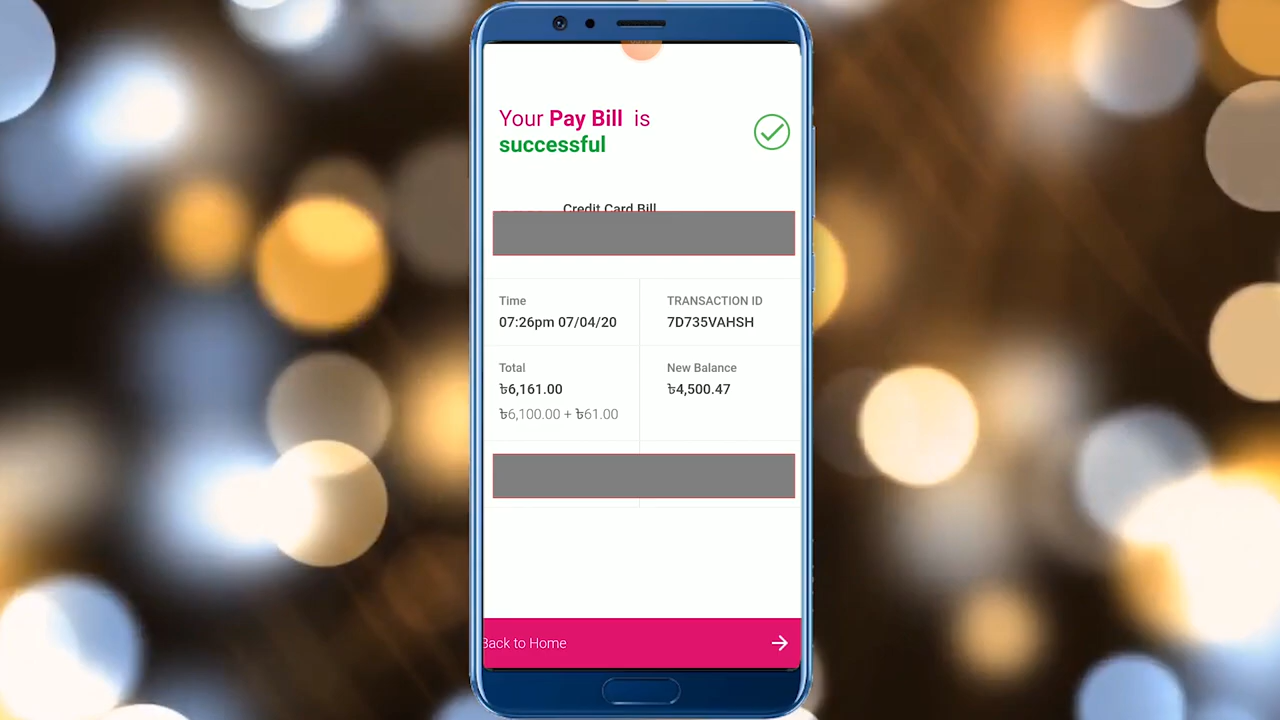 Your Pay Bill is
successful
Credit Card Bill
Time
07:26pm 07/04/20
TRANSACTION ID
7D735VAHSH
Total
৳6,161.00
৳6,100.00 + ৳61.00
New Balance
৳4,500.47
Back to Home